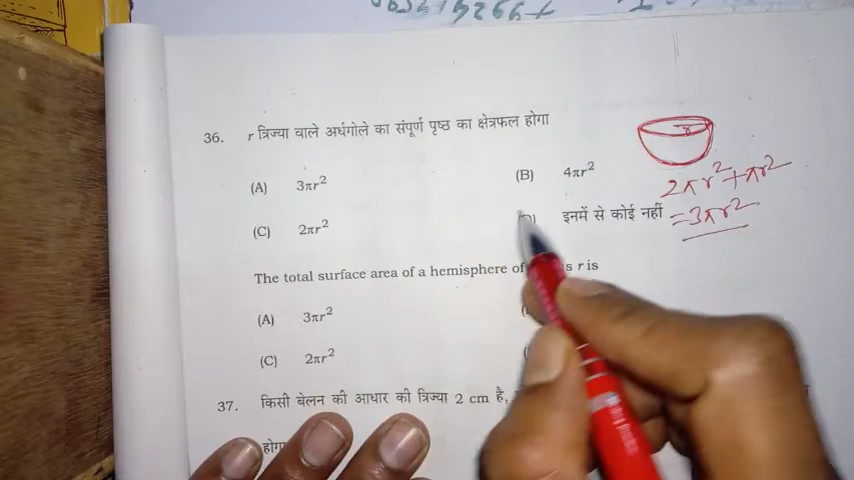 36. r त्रिज्या वाले अर्धगोले का संपूर्ण पृष्ठ का क्षेत्रफल होगा
(A) 3πr² (B) 4πr²
(C) 2πr² इनमें से कोई नहीं
2πr²+πr²
=3πr²
r
The total surface area of a hemisphere of r is
(A) 3πr²
(C) 2πr²
37. किसी बेलन की आधार की त्रिज्या 2 cm है,